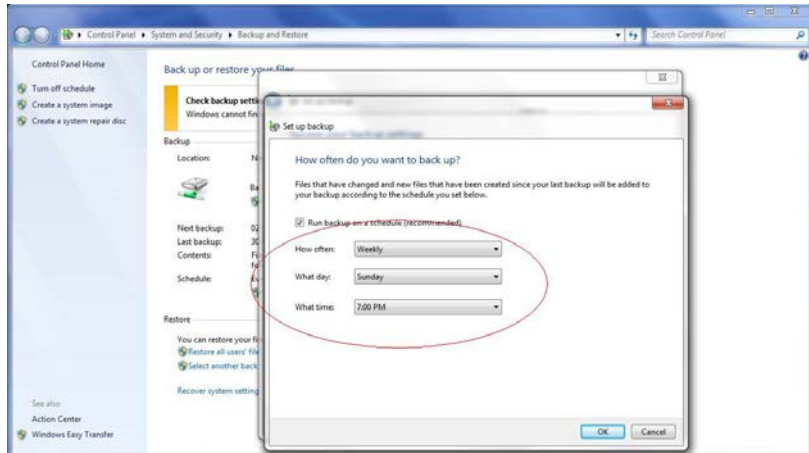 Control Panel ▸ System and Security ▸ Backup and Restore
Search Control Panel
Control Panel Home
Turn off schedule
Create a system image
Create a system repair disc
Back up or restore your files
Check backup
Windows cannot
Backup
Location:
Next backup:
Last backup:
Contents:
Schedule:
Restore
You can restore your
Restore all users'
Select another
Recover system
See also
Action Center
Windows Easy Transfer
Set up backup
How often do you want to back up?
Files that have changed and new files that have been created since your last backup will be added to
your backup according to the schedule you set below.
Run backup on a schedule (recommended)
How often: Weekly
What day: Sunday
What time: 7:00 PM
OK Cancel